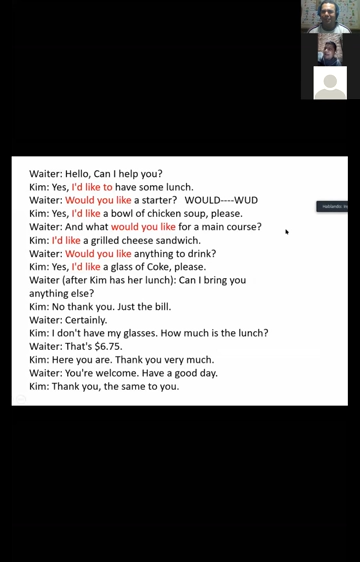 Waiter: Hello, Can I help you?
Kim: Yes, I'd like to have some lunch.
Waiter: Would you like a starter? WOULD----WUD
Kim: Yes, I'd like a bowl of chicken soup, please.
Waiter: And what would you like for a main course?
Kim: I'd like a grilled cheese sandwich.
Waiter: Would you like anything to drink?
Kim: Yes, I'd like a glass of Coke, please.
Waiter (after Kim has her lunch): Can I bring you
anything else?
Kim: No thank you. Just the bill.
Waiter: Certainly.
Kim: I don't have my glasses. How much is the lunch?
Waiter: That's $6.75.
Kim: Here you are. Thank you very much.
Waiter: You're welcome. Have a good day.
Kim: Thank you, the same to you.